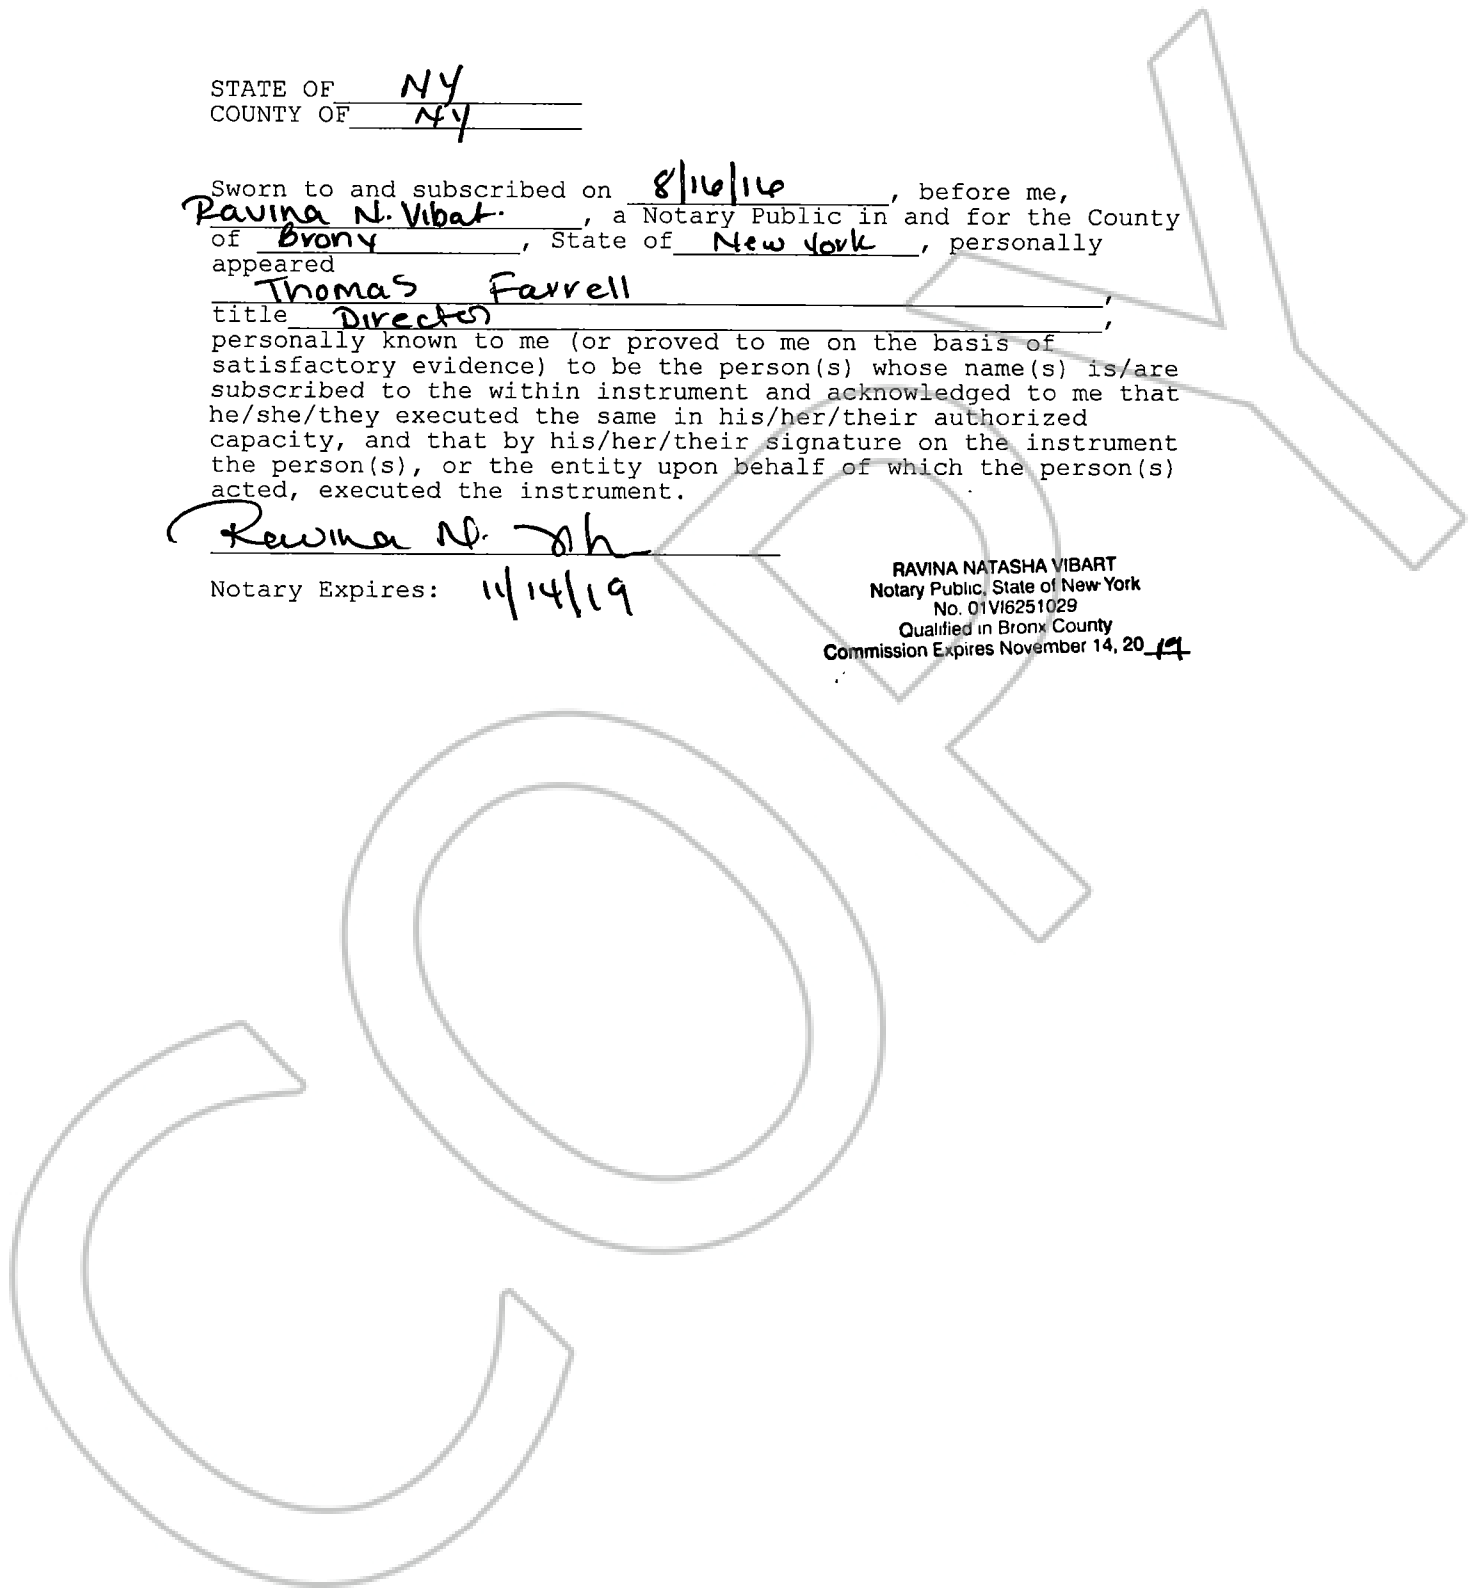 STATE OF NY
COUNTY OF NY
Sworn to and subscribed on 8/16/16, before me,
Ravina N. Vibat., a Notary Public in and for the County
of Bronx, State of New York, personally
appeared
Thomas Farrell,
title Director,
personally known to me (or proved to me on the basis of
satisfactory evidence) to be the person(s) whose name(s) is/are
subscribed to the within instrument and acknowledged to me that
he/she/they executed the same in his/her/their authorized
capacity, and that by his/her/their signature on the instrument
the person(s), or the entity upon behalf of which the person(s)
acted, executed the instrument.
Ravina N.
Notary Expires: 11/14/19
RAVINA NATASHA VIBART
Notary Public, State of New York
No. 01VI6251029
Qualified in Bronx County
Commission Expires November 14, 20 19
COPY